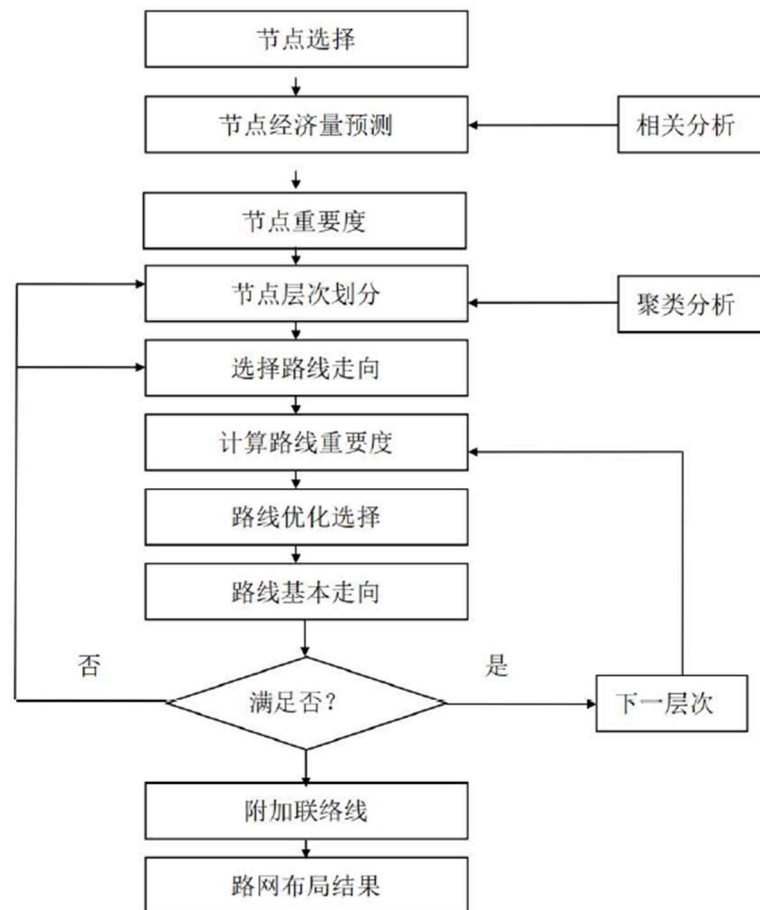 节点选择
节点经济量预测
相关分析
节点重要度
节点层次划分
聚类分析
选择路线走向
计算路线重要度
路线优化选择
路线基本走向
否
是
满足否？
下一层次
附加联络线
路网布局结果